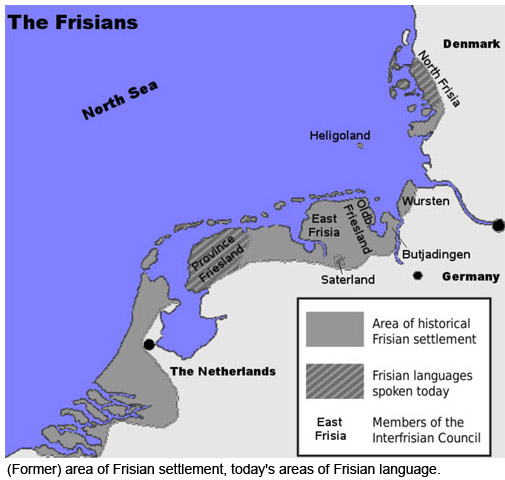 The Frisians
Denmark
North Frisia
North Sea
Heligoland
Wursten
East
Frisia
Oldb
Friesland
Butjadingen
Province
Friesland
Saterland
Germany
The Netherlands
Area of historical
Frisian settlement
Frisian languages
spoken today
East
Frisia
Members of the
Interfrisian Council
(Former) area of Frisian settlement, today's areas of Frisian language.